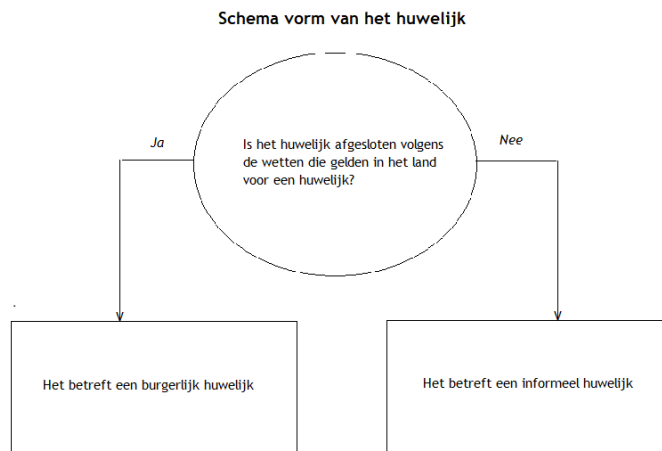 Schema vorm van het huwelijk
Ja
Is het huwelijk afgesloten volgens
de wetten die gelden in het land
voor een huwelijk?
Nee
Het betreft een burgerlijk huwelijk
Het betreft een informeel huwelijk